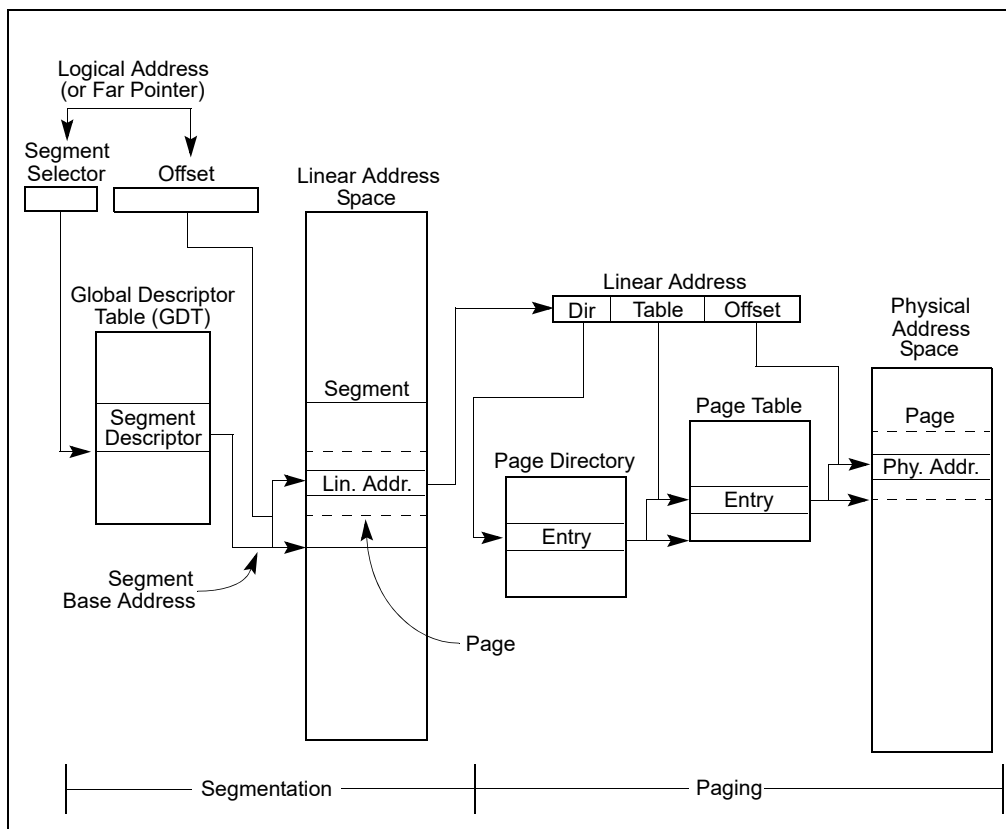 Logical Address
(or Far Pointer)
Segment
Selector
Offset
Linear Address
Space
Global Descriptor
Table (GDT)
Segment
Descriptor
Segment
Lin. Addr.
Segment
Base Address
Page
Linear Address
Dir Table Offset
Page Directory
Entry
Page Table
Entry
Physical
Address
Space
Page
Phy. Addr.
Segmentation
Paging